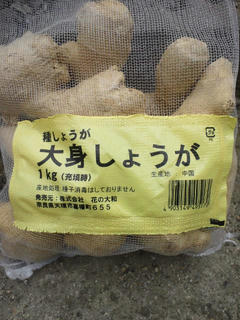 種しょうが
大身しょうが
1kg(充填時)
生産地 中国
産地処理:種子消毒はしておりません
発売元:株式会社 花の大和
奈良県天理市嘉幡町655